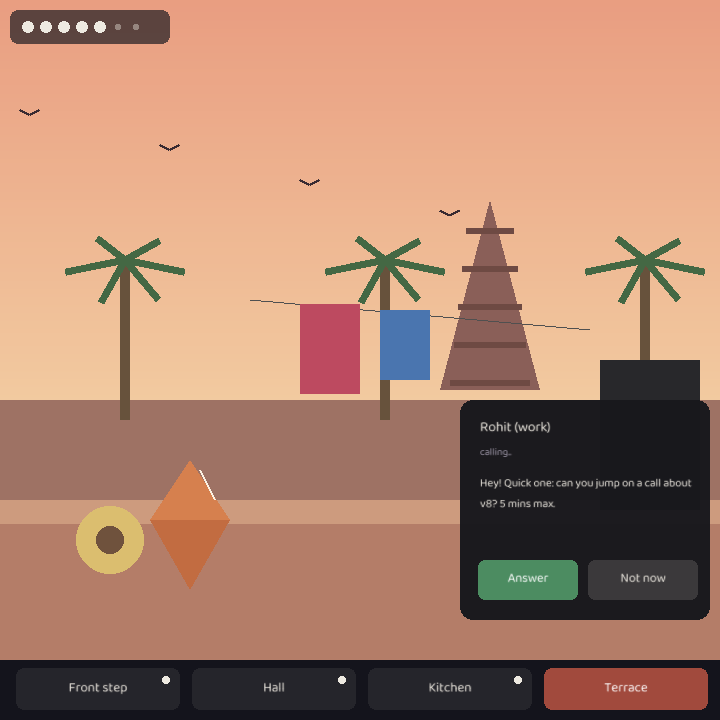 Rohit (work)
calling..
Hey! Quick one: can you jump on a call about
v8? 5 mins max.
Answer
Not now
Front step
Hall
Kitchen
Terrace